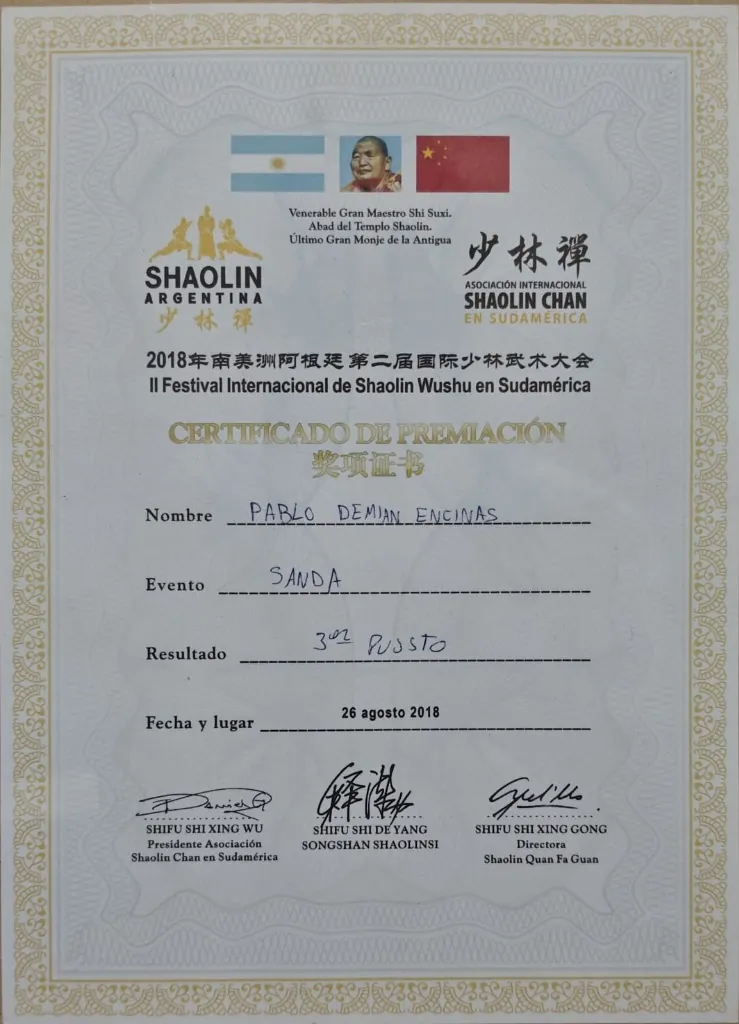 Venerable Gran Maestro Shi Suxi.
Abad del Templo Shaolin.
Último Gran Monje de la Antigua
SHAOLIN
ARGENTINA
少林禅
少林禪
ASOCIACIÓN INTERNACIONAL
SHAOLIN CHAN
EN SUDAMÉRICA
2018年南美洲阿根廷第二届国际少林武术大会
II Festival Internacional de Shaolin Wushu en Sudamérica
CERTIFICADO DE PREMIACIÓN
奖项证书
Nombre PABLO DEMIAN ENCINAS
Evento SANDA
Resultado 3er PUESTO
Fecha y lugar 26 agosto 2018
SHIFU SHI XING WU
Presidente Asociación
Shaolin Chan en Sudamérica
SHIFU SHI DE YANG
SONGSHAN SHAOLINSI
SHIFU SHI XING GONG
Directora
Shaolin Quan Fa Guan